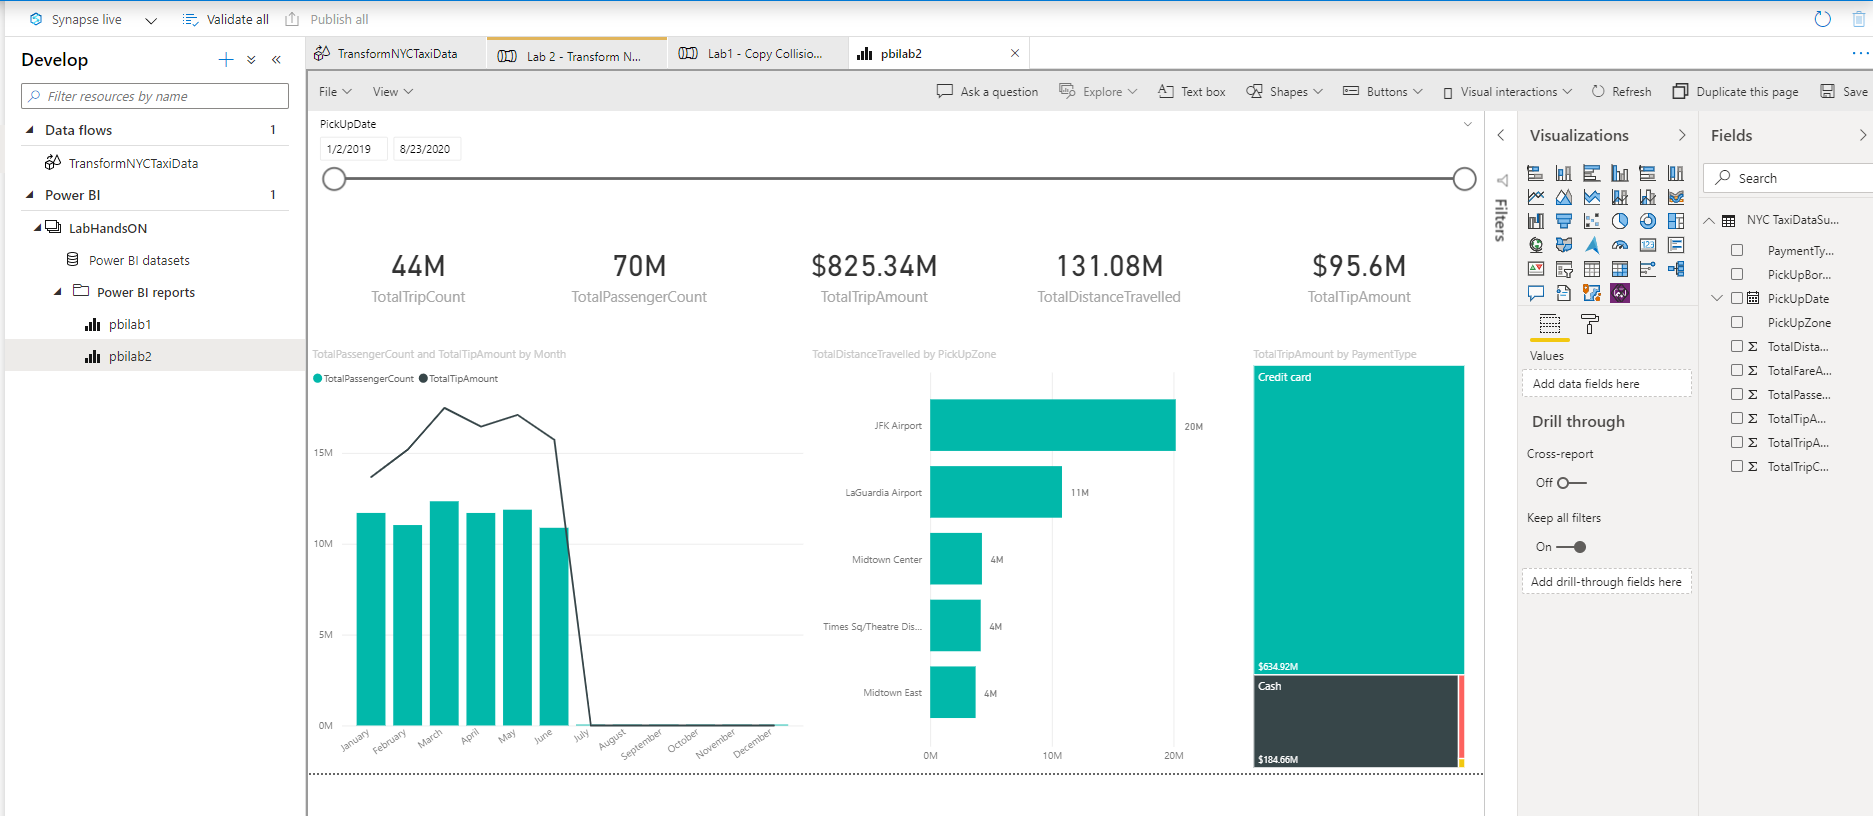 Synapse live
Validate all
Publish all
Develop
Filter resources by name
Data flows 1
TransformNYCTaxiData
Power BI 1
LabHandsON
Power BI datasets
Power BI reports
pbilab1
pbilab2
TransformNYCTaxiData
Lab 2 - Transform N...
Lab1 - Copy Collisio...
pbilab2
File
View
Ask a question
Explore
Text box
Shapes
Buttons
Visual interactions
Refresh
Duplicate this page
Save
PickUpDate
1/2/2019 8/23/2020
44M
TotalTripCount
70M
TotalPassengerCount
$825.34M
TotalTripAmount
131.08M
TotalDistanceTravelled
$95.6M
TotalTipAmount
TotalPassengerCount and TotalTipAmount by Month
TotalPassengerCount TotalTipAmount
15M
10M
5M
0M
January
February
March
April
May
June
July
August
September
October
November
December
TotalDistanceTravelled by PickUpZone
JFK Airport 20M
LaGuardia Airport 11M
Midtown Center 4M
Times Sq/Theatre Dis... 4M
Midtown East 4M
0M 10M 20M
TotalTripAmount by PaymentType
Credit card
$634.92M
Cash
$184.66M
Filters
Visualizations
Values
Add data fields here
Drill through
Cross-report
Off
Keep all filters
On
Add drill-through fields here
Fields
Search
NYC TaxiDataSu...
PaymentTy...
PickUpBor...
PickUpDate
PickUpZone
TotalDista...
TotalFareA...
TotalPasse...
TotalTipA...
TotalTripA...
TotalTripC...